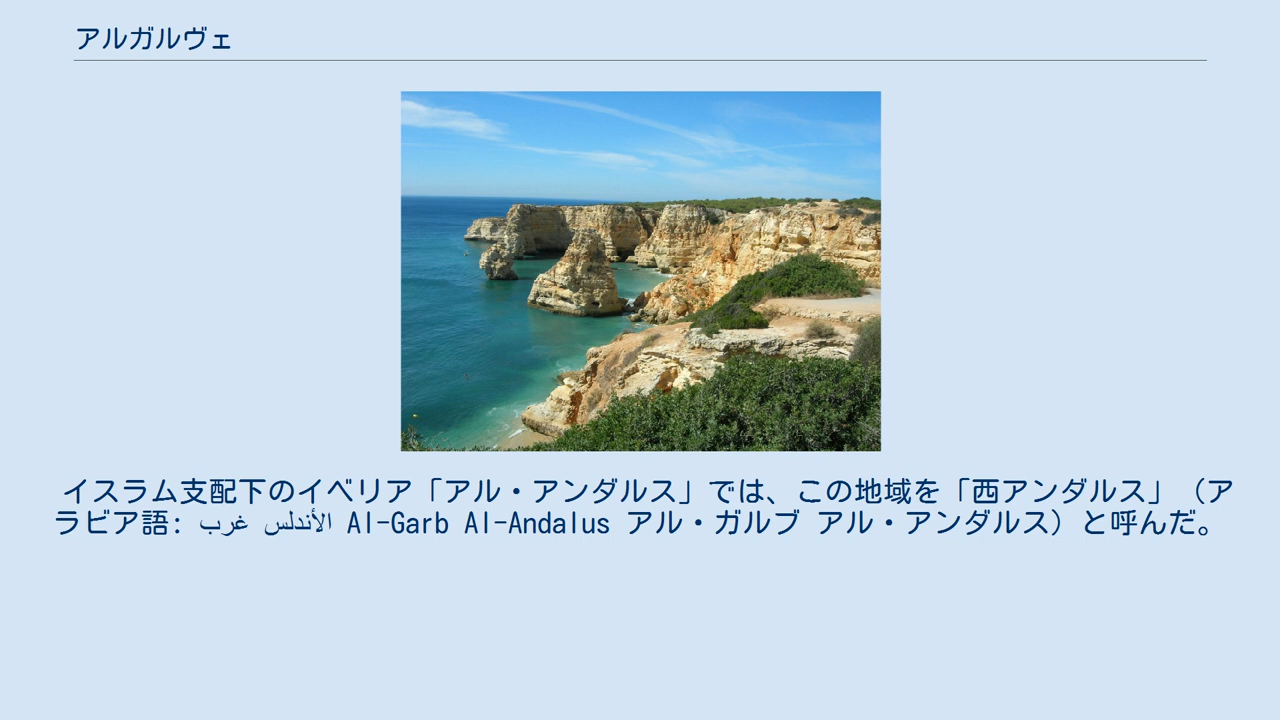 アルガルヴェ
イスラム支配下のイベリア「アル・アンダルス」では、この地域を「西アンダルス」（ア
ラビア語: الأندلس غرب Al-Garb Al-Andalus アル・ガルブ アル・アンダルス）と呼んだ。